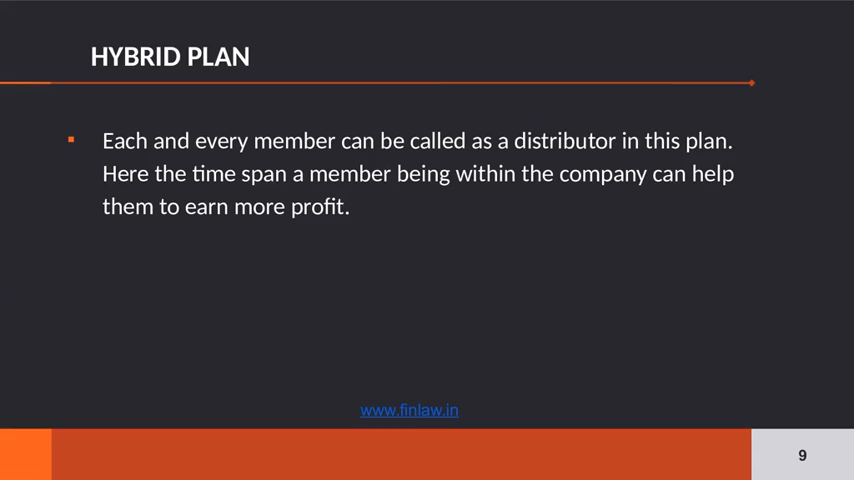 HYBRID PLAN
▪ Each and every member can be called as a distributor in this plan.
Here the time span a member being within the company can help
them to earn more profit.
www.finlaw.in
9